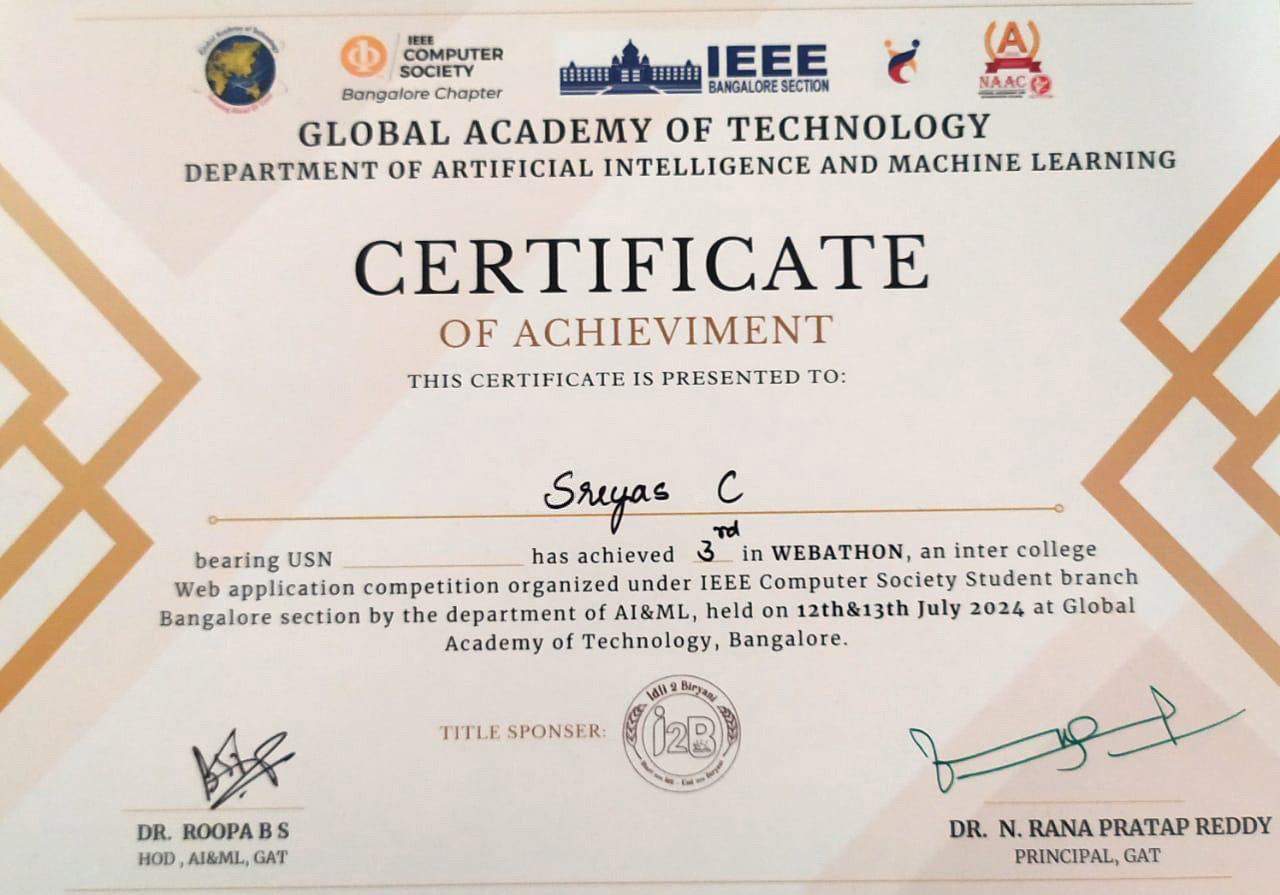 IEEE
COMPUTER
SOCIETY
Bangalore Chapter
IEEE
BANGALORE SECTION
A
NAAC
GLOBAL ACADEMY OF TECHNOLOGY
DEPARTMENT OF ARTIFICIAL INTELLIGENCE AND MACHINE LEARNING
CERTIFICATE
OF ACHIEVIMENT
THIS CERTIFICATE IS PRESENTED TO:
Sreyas C
bearing USN has achieved 3rd in WEBATHON, an inter college
Web application competition organized under IEEE Computer Society Student branch
Bangalore section by the department of AI&ML, held on 12th&13th July 2024 at Global
Academy of Technology, Bangalore.
TITLE SPONSER:
Idli 2 Biryani
i2B
DR. ROOPA B S
HOD , AI&ML, GAT
DR. N. RANA PRATAP REDDY
PRINCIPAL, GAT